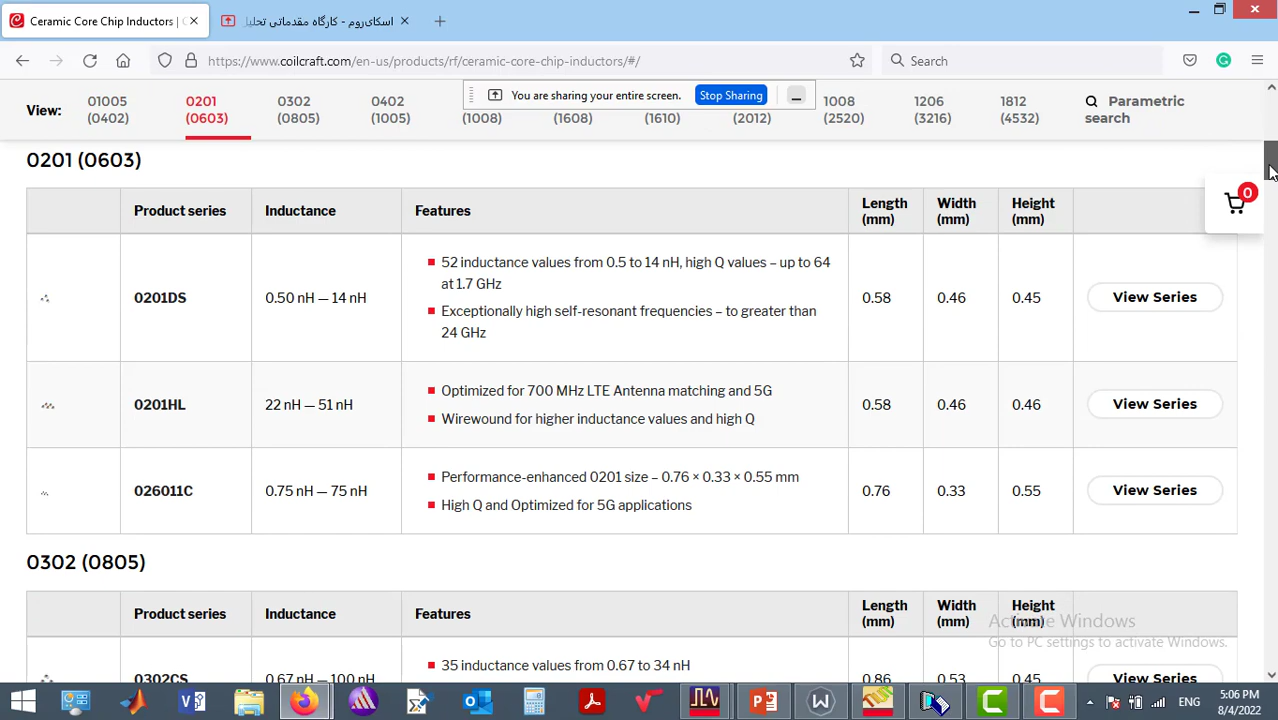 Ceramic Core Chip Inductors |
اسکای‌روم - کارگاه مقدماتی تحلیل
https://www.coilcraft.com/en-us/products/rf/ceramic-core-chip-inductors/#/
Search
You are sharing your entire screen.
Stop Sharing
View:
01005 (0402)
0201 (0603)
0302 (0805)
0402 (1005)
(1008)
(1608)
(1610)
(2012)
1008 (2520)
1206 (3216)
1812 (4532)
Parametric search
0
0201 (0603)
Product series
Inductance
Features
Length (mm)
Width (mm)
Height (mm)
0201DS
0.50 nH — 14 nH
52 inductance values from 0.5 to 14 nH, high Q values – up to 64
at 1.7 GHz
Exceptionally high self-resonant frequencies – to greater than
24 GHz
0.58
0.46
0.45
View Series
0201HL
22 nH — 51 nH
Optimized for 700 MHz LTE Antenna matching and 5G
Wirewound for higher inductance values and high Q
0.58
0.46
0.46
View Series
026011C
0.75 nH — 75 nH
Performance-enhanced 0201 size – 0.76 × 0.33 × 0.55 mm
High Q and Optimized for 5G applications
0.76
0.33
0.55
View Series
0302 (0805)
Product series
Inductance
Features
Length (mm)
Width (mm)
Height (mm)
0302CS
0.67 nH — 100 nH
35 inductance values from 0.67 to 34 nH
0.86
0.53
0.45
View Series
Activate Windows
Go to PC settings to activate Windows.
ENG
5:06 PM
8/4/2022